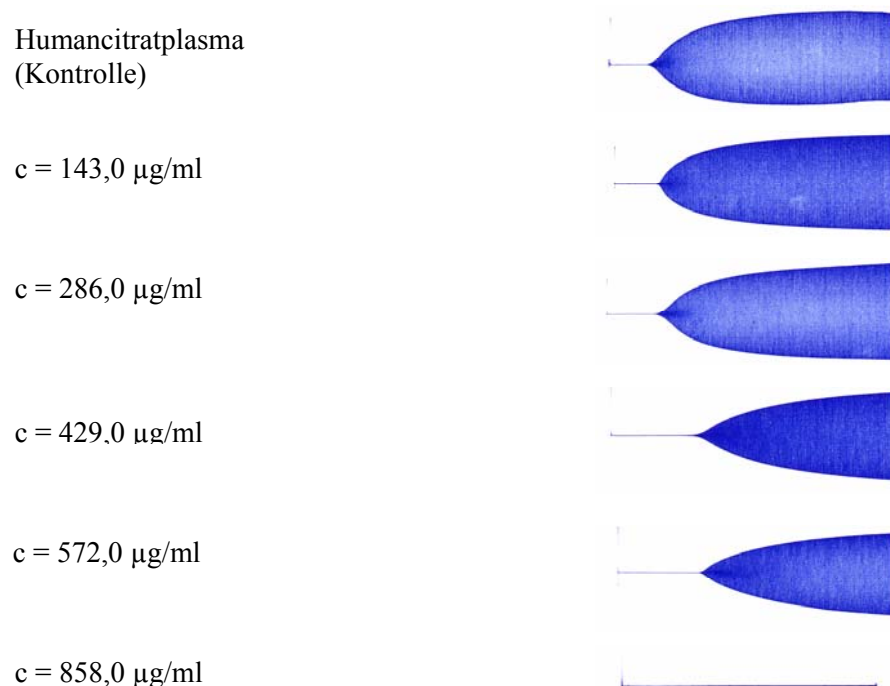 Humancitratplasma
(Kontrolle)
c = 143,0 µg/ml
c = 286,0 µg/ml
c = 429,0 µg/ml
c = 572,0 µg/ml
c = 858,0 µg/ml